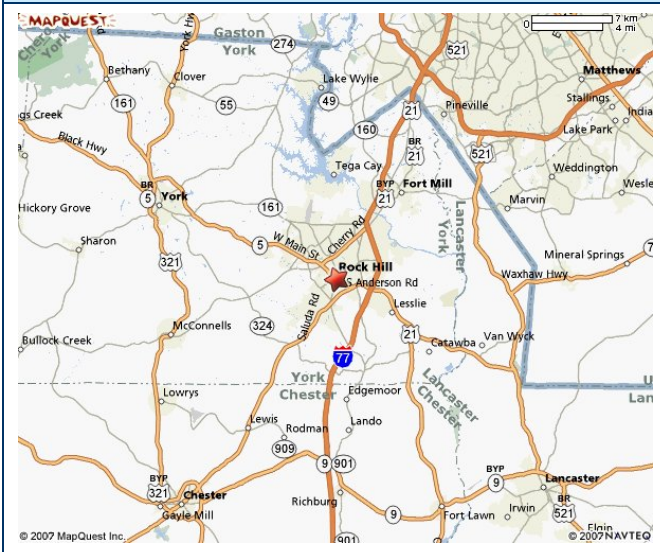 MAPQUEST
0 7 km
4 mi
Gaston
York
274
521
Bethany
Clover
Lake Wylie
49
Matthews
Stallings
161
55
21
Pineville
Lake Park
India
gs Creek
Black Hwy
160
BR
21
521
Weddington
Tega Cay
BYP
21
Fort Mill
Wesle
BR
5
York
161
Marvin
Hickory Grove
Lancaster
York
Cherry Rd
W Main St
5
Sharon
321
Mineral Springs
Rock Hill
Waxhaw Hwy
S Anderson Rd
Saluda Rd
Lesslie
324
McConnells
21
Bullock Creek
Van Wyck
Catawba
77
York
Chester
Lancaster
Chester
Lowrys
Edgemoor
Lewis
Lando
Rodman
909
BYP
321
9
901
BYP
9
Lancaster
Chester
Richburg
BR
521
Gayle Mill
9
Fort Lawn
Irwin
Elgin
901
© 2007 MapQuest Inc.
© 2007 NAVTEQ